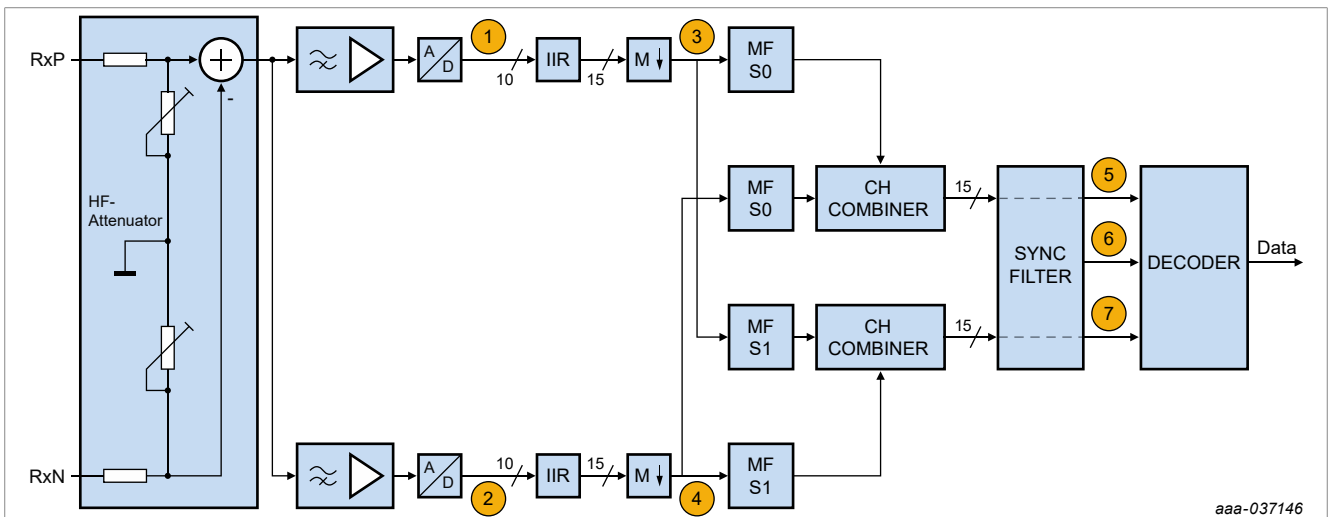 RxP
HF-
Attenuator
RxN
+
-
A
D
1
10
IIR
15
M ↓
3
MF
S0
MF
S0
CH
COMBINER
15
SYNC
FILTER
5
6
7
DECODER
Data
MF
S1
CH
COMBINER
15
A
D
10
2
IIR
15
M ↓
4
MF
S1
aaa-037146